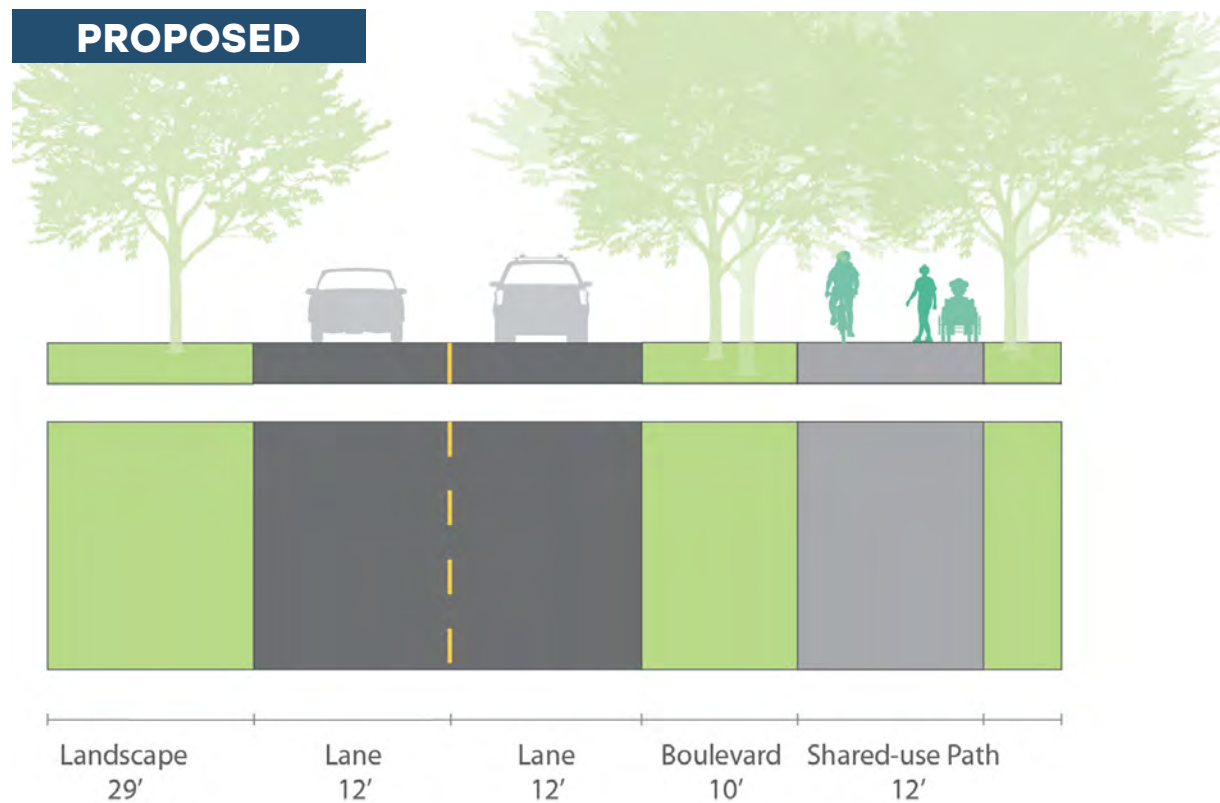 PROPOSED
Landscape
29’
Lane
12’
Lane
12’
Boulevard
10’
Shared-use Path
12’